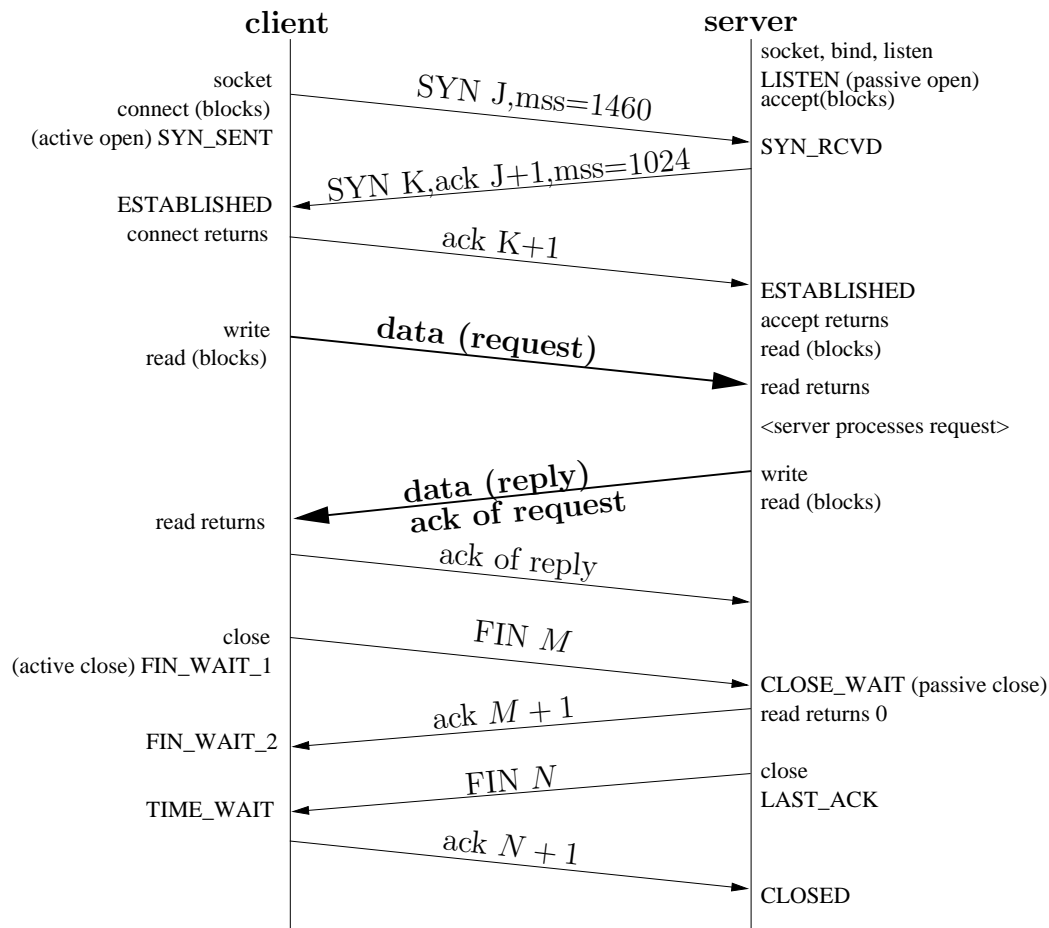 client
server
socket, bind, listen
LISTEN (passive open)
accept(blocks)
socket
connect (blocks)
(active open) SYN_SENT
SYN J,mss=1460
SYN_RCVD
SYN K,ack J+1,mss=1024
ESTABLISHED
connect returns
ack K+1
ESTABLISHED
accept returns
read (blocks)
write
read (blocks)
data (request)
read returns
<server processes request>
write
read (blocks)
data (reply)
ack of request
read returns
ack of reply
close
(active close) FIN_WAIT_1
FIN M
CLOSE_WAIT (passive close)
read returns 0
ack M + 1
FIN_WAIT_2
close
LAST_ACK
FIN N
TIME_WAIT
ack N + 1
CLOSED